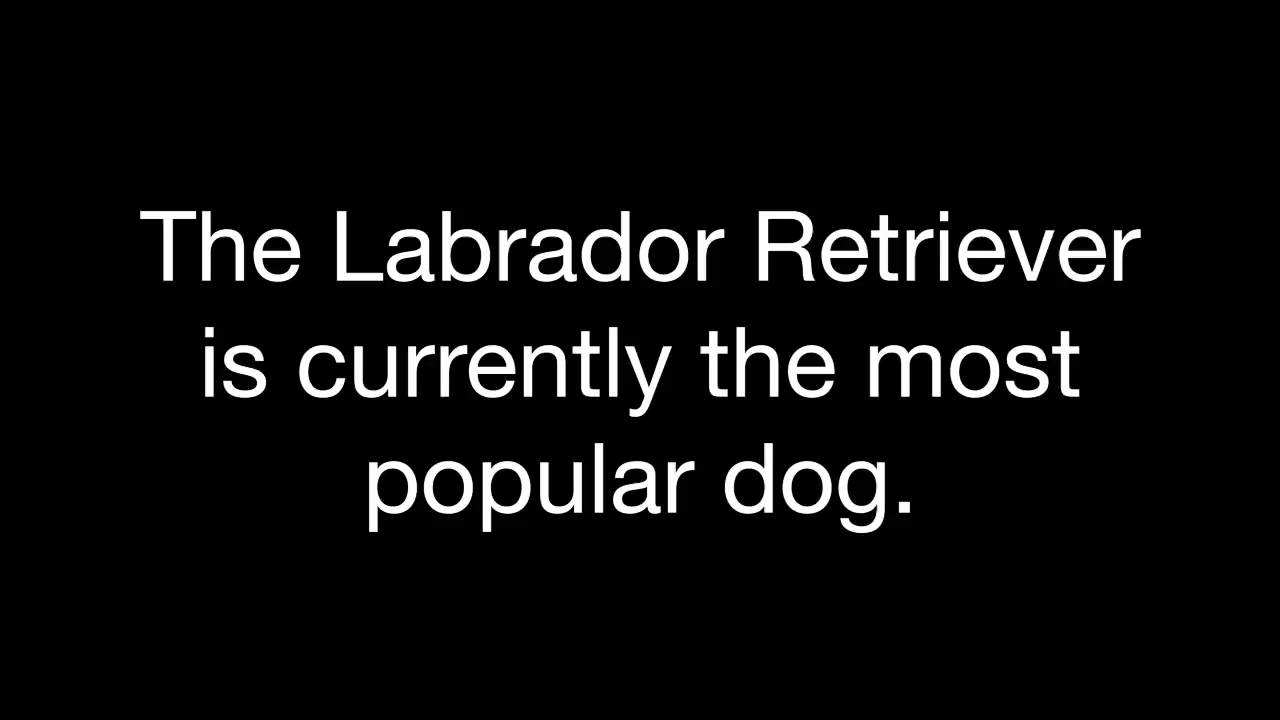 The Labrador Retriever
is currently the most
popular dog.